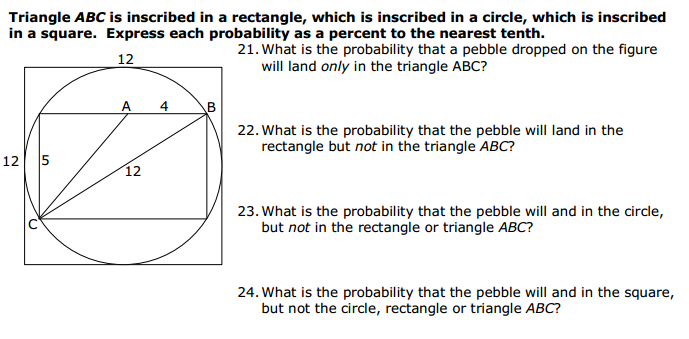 Triangle ABC is inscribed in a rectangle, which is inscribed in a circle, which is inscribed
in a square. Express each probability as a percent to the nearest tenth.
12
A 4 B
12 5
12
C
21. What is the probability that a pebble dropped on the figure
will land only in the triangle ABC?
22. What is the probability that the pebble will land in the
rectangle but not in the triangle ABC?
23. What is the probability that the pebble will and in the circle,
but not in the rectangle or triangle ABC?
24. What is the probability that the pebble will and in the square,
but not the circle, rectangle or triangle ABC?